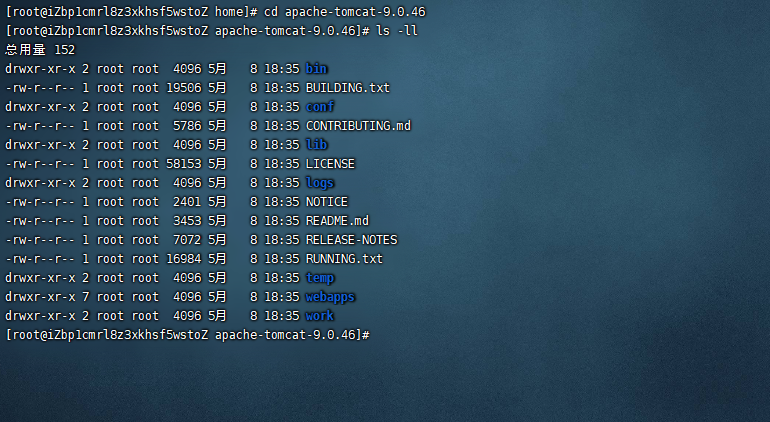 [root@iZbp1cmrl8z3xkhsf5wstoZ home]# cd apache-tomcat-9.0.46
[root@iZbp1cmrl8z3xkhsf5wstoZ apache-tomcat-9.0.46]# ls -ll
总用量 152
drwxr-xr-x 2 root root  4096 5月   8 18:35 bin
-rw-r--r-- 1 root root 19506 5月   8 18:35 BUILDING.txt
drwxr-xr-x 2 root root  4096 5月   8 18:35 conf
-rw-r--r-- 1 root root  5786 5月   8 18:35 CONTRIBUTING.md
drwxr-xr-x 2 root root  4096 5月   8 18:35 lib
-rw-r--r-- 1 root root 58153 5月   8 18:35 LICENSE
drwxr-xr-x 2 root root  4096 5月   8 18:35 logs
-rw-r--r-- 1 root root  2401 5月   8 18:35 NOTICE
-rw-r--r-- 1 root root  3453 5月   8 18:35 README.md
-rw-r--r-- 1 root root  7072 5月   8 18:35 RELEASE-NOTES
-rw-r--r-- 1 root root 16984 5月   8 18:35 RUNNING.txt
drwxr-xr-x 2 root root  4096 5月   8 18:35 temp
drwxr-xr-x 7 root root  4096 5月   8 18:35 webapps
drwxr-xr-x 2 root root  4096 5月   8 18:35 work
[root@iZbp1cmrl8z3xkhsf5wstoZ apache-tomcat-9.0.46]#